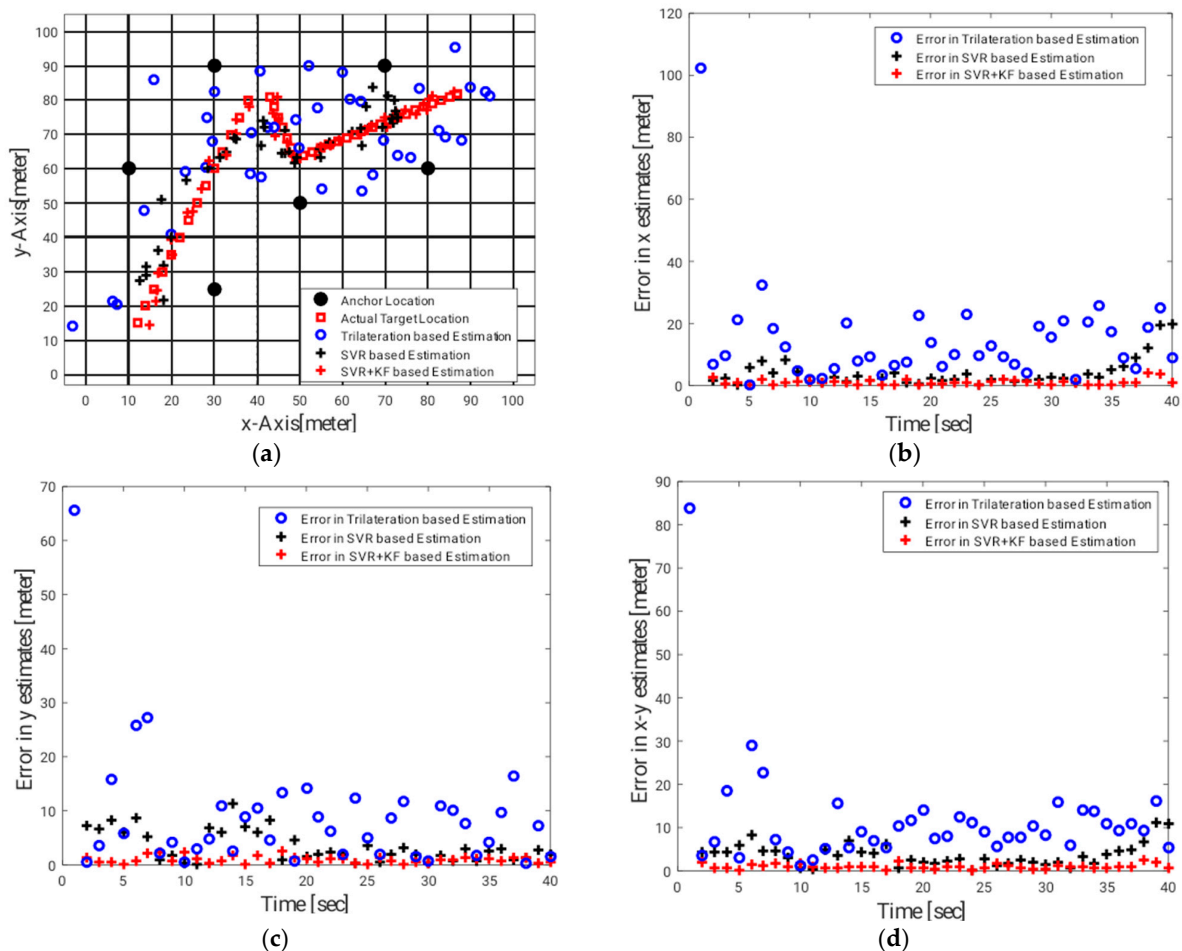 100
90
80
70
60
50
40
30
20
10
0
y-Axis[meter]
Anchor Location
Actual Target Location
Trilateration based Estimation
SVR based Estimation
SVR+KF based Estimation
0 10 20 30 40 50 60 70 80 90 100
x-Axis[meter]
(a)
120
100
80
60
40
20
0
Error in x estimates [meter]
Error in Trilateration based Estimation
Error in SVR based Estimation
Error in SVR+KF based Estimation
0 5 10 15 20 25 30 35 40
Time [sec]
(b)
70
60
50
40
30
20
10
0
Error in y estimates [meter]
Error in Trilateration based Estimation
Error in SVR based Estimation
Error in SVR+KF based Estimation
0 5 10 15 20 25 30 35 40
Time [sec]
(c)
90
80
70
60
50
40
30
20
10
0
Error in x-y estimates [meter]
Error in Trilateration based Estimation
Error in SVR based Estimation
Error in SVR+KF based Estimation
0 5 10 15 20 25 30 35 40
Time [sec]
(d)